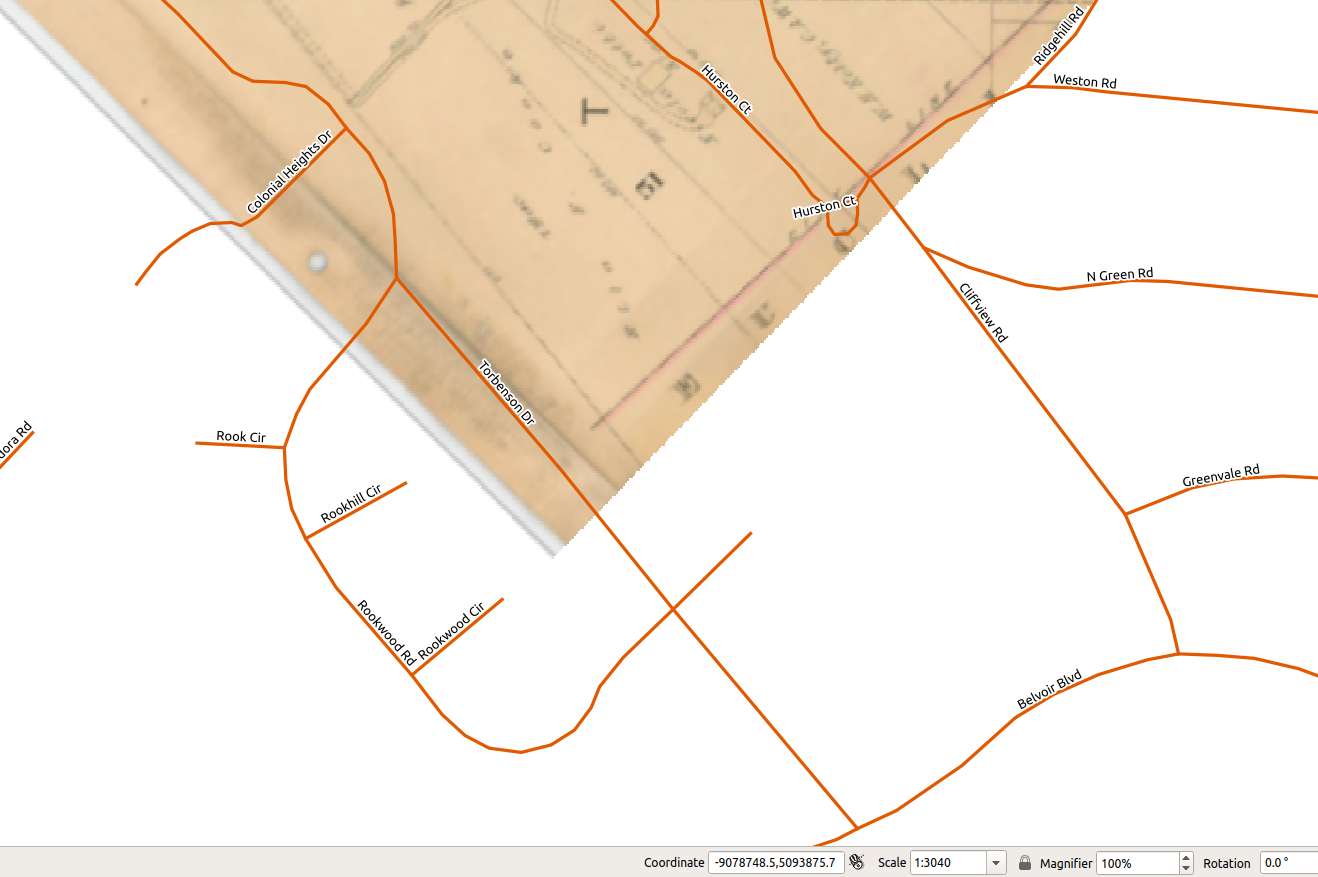 Ridgehill Rd
Weston Rd
Hurston Ct
Colonial Heights Dr
T
Hurston Ct
N Green Rd
Cliffview Rd
Torbenson Dr
dora Rd
Rook Cir
Greenvale Rd
Rookhill Cir
Rookwood Rd
Rookwood Cir
Belvoir Blvd
Coordinate -9078748.5,5093875.7 Scale 1:3040 Magnifier 100% Rotation 0.0 °